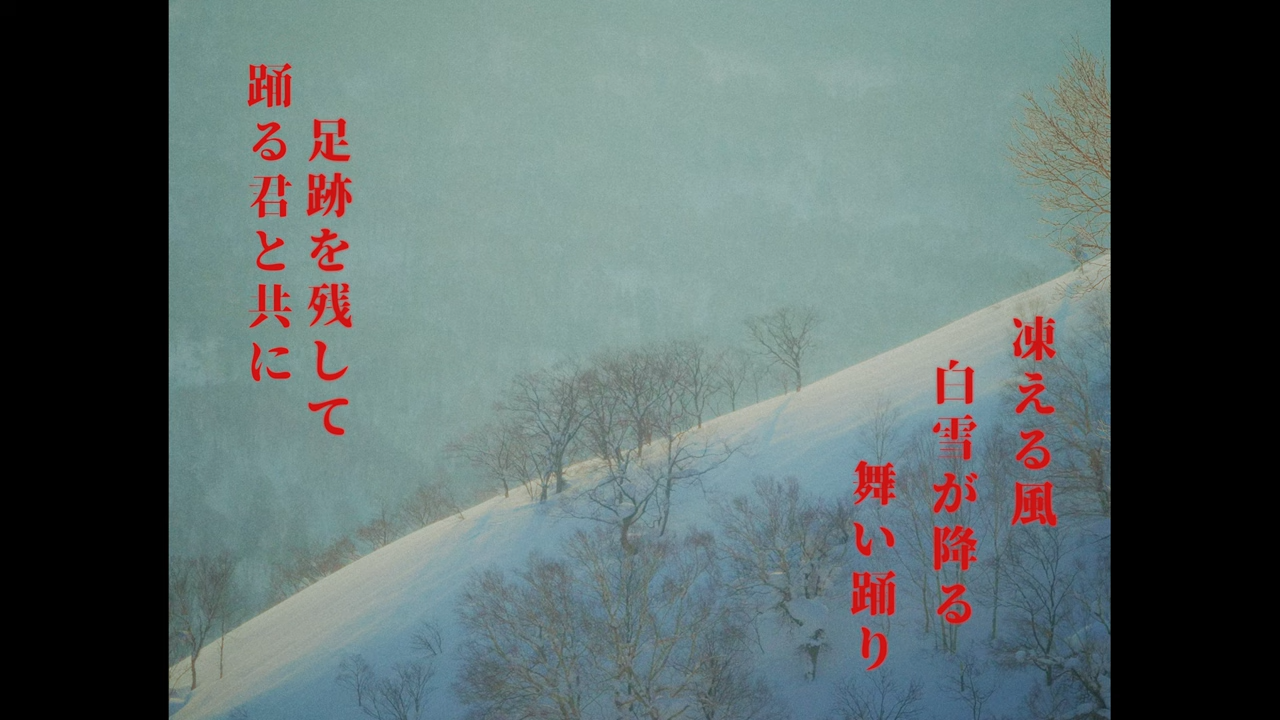 凍える風
白雪が降る
舞い踊り
足跡を残して
踊る君と共に